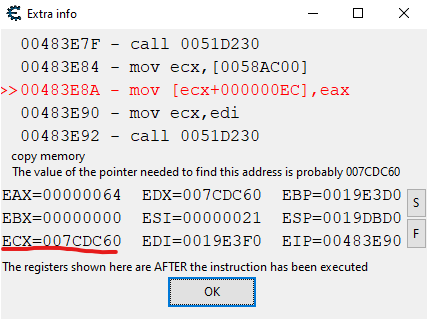 Extra info
00483E7F - call 0051D230
00483E84 - mov ecx,[0058AC00]
>>00483E8A - mov [ecx+000000EC],eax
00483E90 - mov ecx,edi
00483E92 - call 0051D230
copy memory
The value of the pointer needed to find this address is probably 007CDC60
EAX=00000064 EDX=007CDC60 EBP=0019E3D0
EBX=00000000 ESI=00000021 ESP=0019DBD0
ECX=007CDC60 EDI=0019E3F0 EIP=00483E90
S
F
The registers shown here are AFTER the instruction has been executed
OK